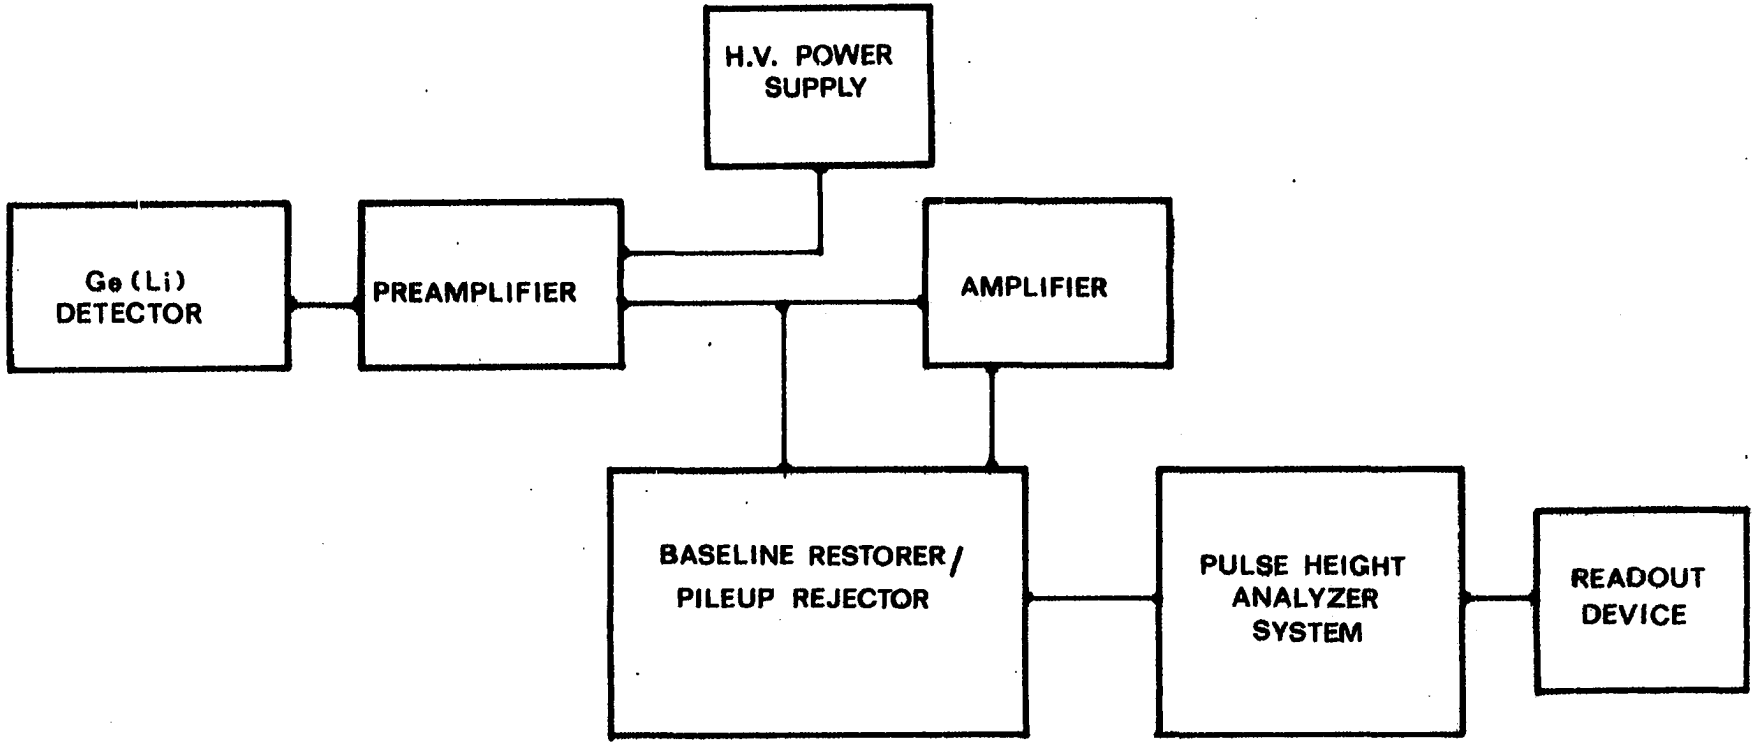 H.V. POWER
SUPPLY
Ge (Li)
DETECTOR
PREAMPLIFIER
AMPLIFIER
BASELINE RESTORER/
PILEUP REJECTOR
PULSE HEIGHT
ANALYZER
SYSTEM
READOUT
DEVICE